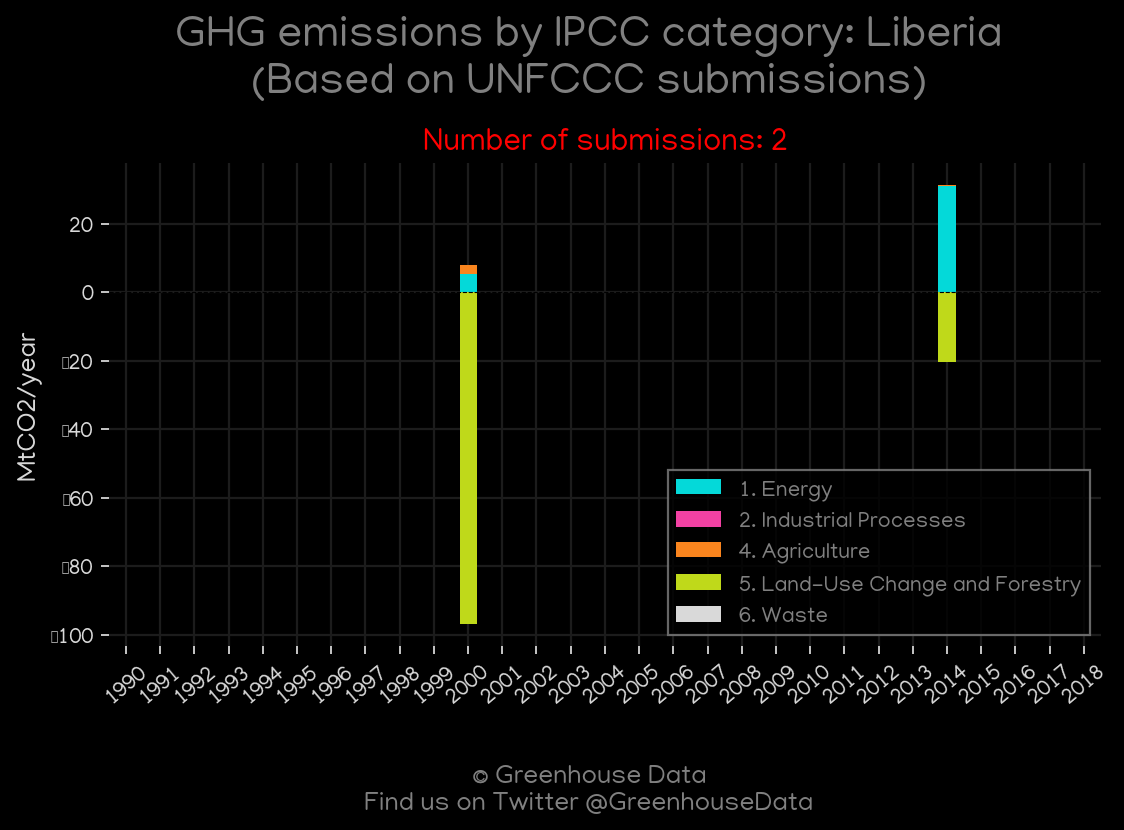 GHG emissions by IPCC category: Liberia
(Based on UNFCCC submissions)
Number of submissions: 2
MtCO2/year
20
0
▯20
▯40
▯60
▯80
▯100
1. Energy
2. Industrial Processes
4. Agriculture
5. Land-Use Change and Forestry
6. Waste
1990 1991 1992 1993 1994 1995 1996 1997 1998 1999 2000 2001 2002 2003 2004 2005 2006 2007 2008 2009 2010 2011 2012 2013 2014 2015 2016 2017 2018
© Greenhouse Data
Find us on Twitter @GreenhouseData